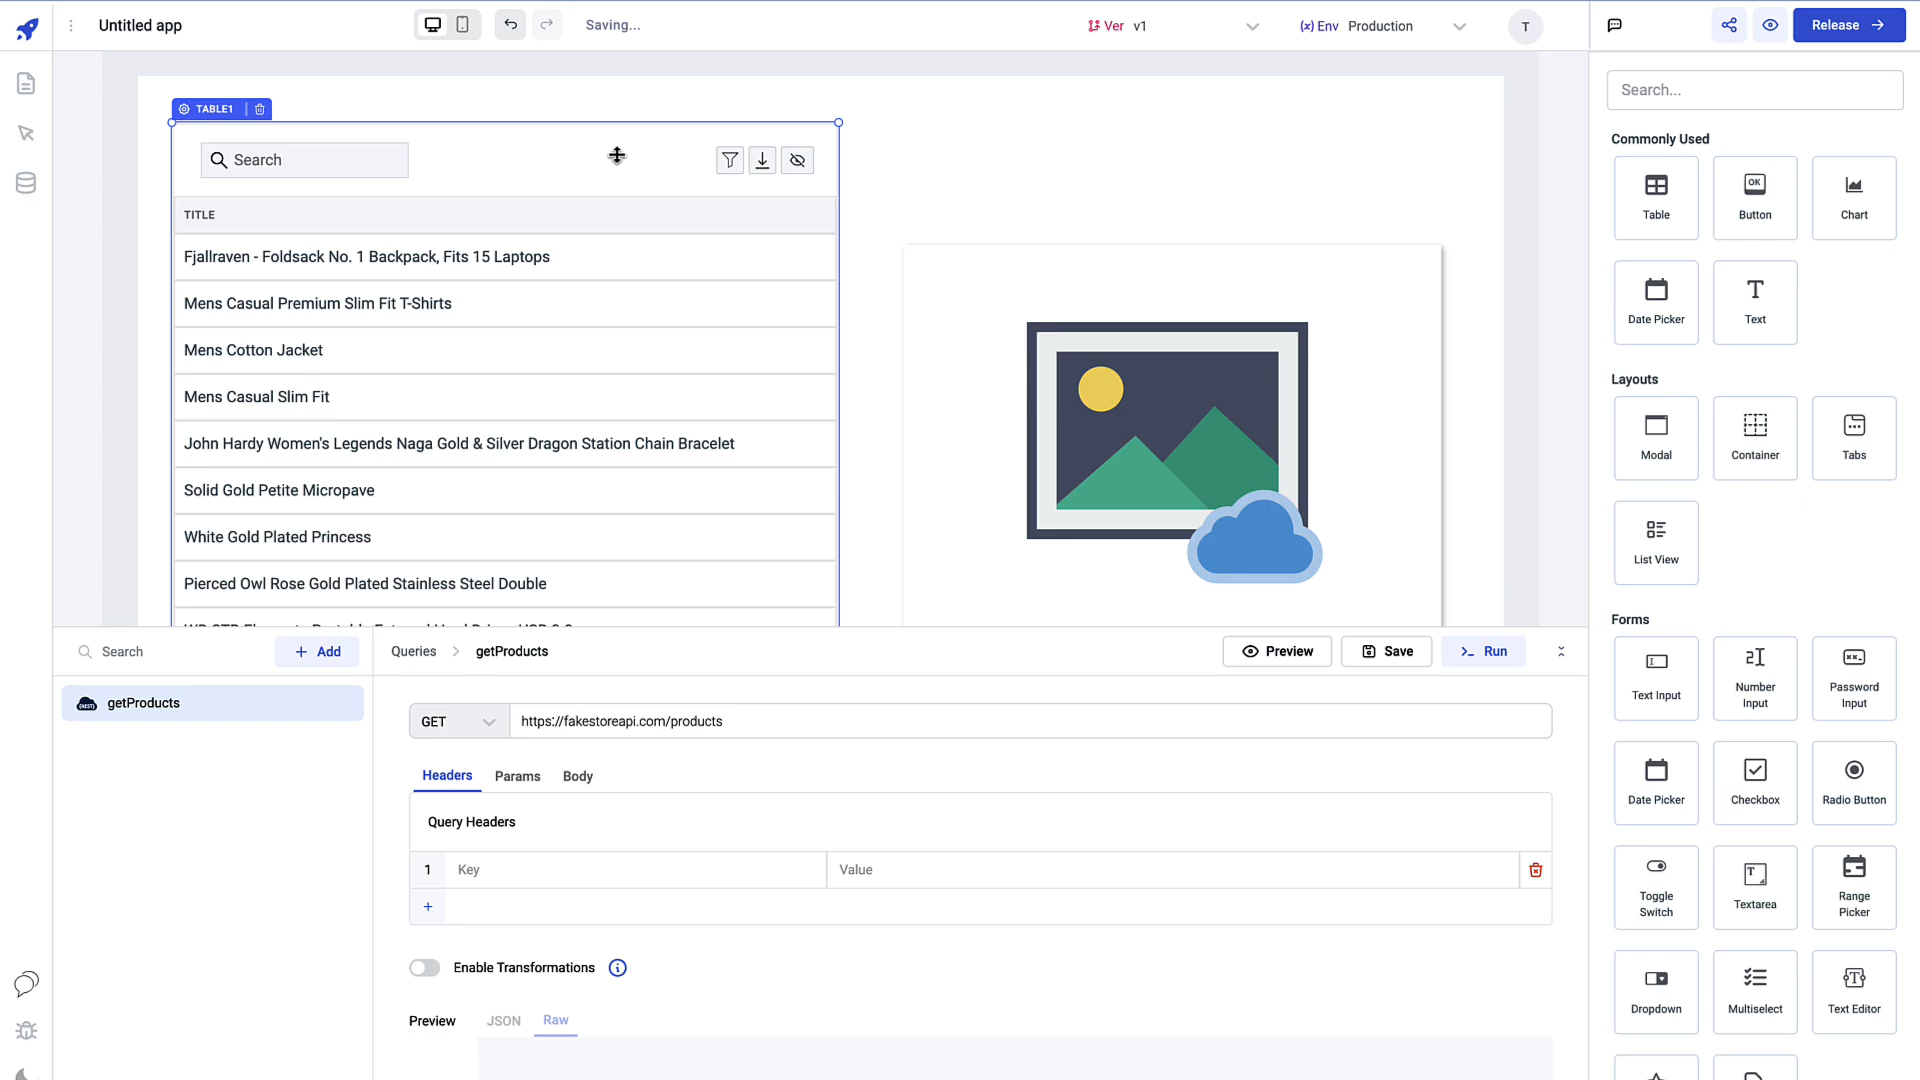 Untitled app
Saving...
Ver v1
(x) Env Production
T
Release
TABLE1
Search
TITLE
Fjallraven - Foldsack No. 1 Backpack, Fits 15 Laptops
Mens Casual Premium Slim Fit T-Shirts
Mens Cotton Jacket
Mens Casual Slim Fit
John Hardy Women's Legends Naga Gold & Silver Dragon Station Chain Bracelet
Solid Gold Petite Micropave
White Gold Plated Princess
Pierced Owl Rose Gold Plated Stainless Steel Double
Search
Add
getProducts
Queries > getProducts
Preview
Save
Run
GET
https://fakestoreapi.com/products
Headers Params Body
Query Headers
1 Key Value
+
Enable Transformations
Preview JSON Raw
Search...
Commonly Used
Table
OK
Button
Chart
Date Picker
Text
Layouts
Modal
Container
Tabs
List View
Forms
Text Input
Number
Input
Password
Input
Date Picker
Checkbox
Radio Button
Toggle
Switch
Textarea
Range
Picker
Dropdown
Multiselect
Text Editor